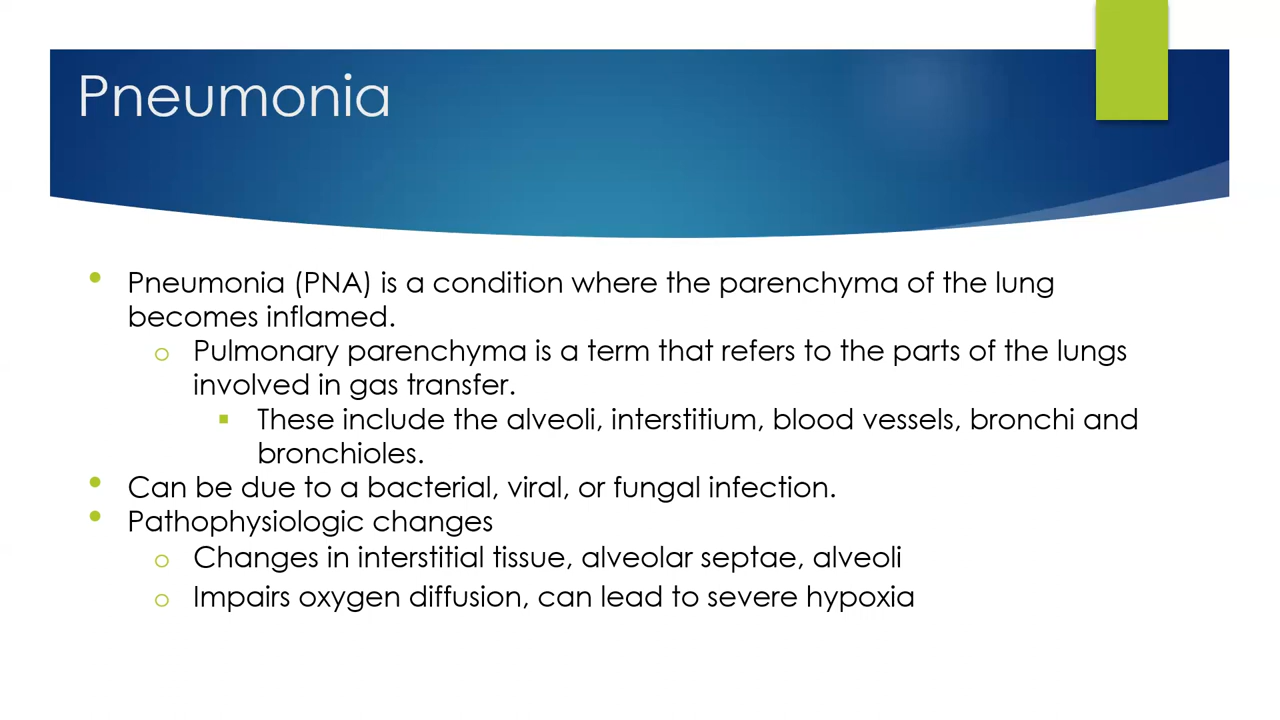 Pneumonia
• Pneumonia (PNA) is a condition where the parenchyma of the lung
becomes inflamed.
o Pulmonary parenchyma is a term that refers to the parts of the lungs
involved in gas transfer.
▪ These include the alveoli, interstitium, blood vessels, bronchi and
bronchioles.
• Can be due to a bacterial, viral, or fungal infection.
• Pathophysiologic changes
o Changes in interstitial tissue, alveolar septae, alveoli
o Impairs oxygen diffusion, can lead to severe hypoxia